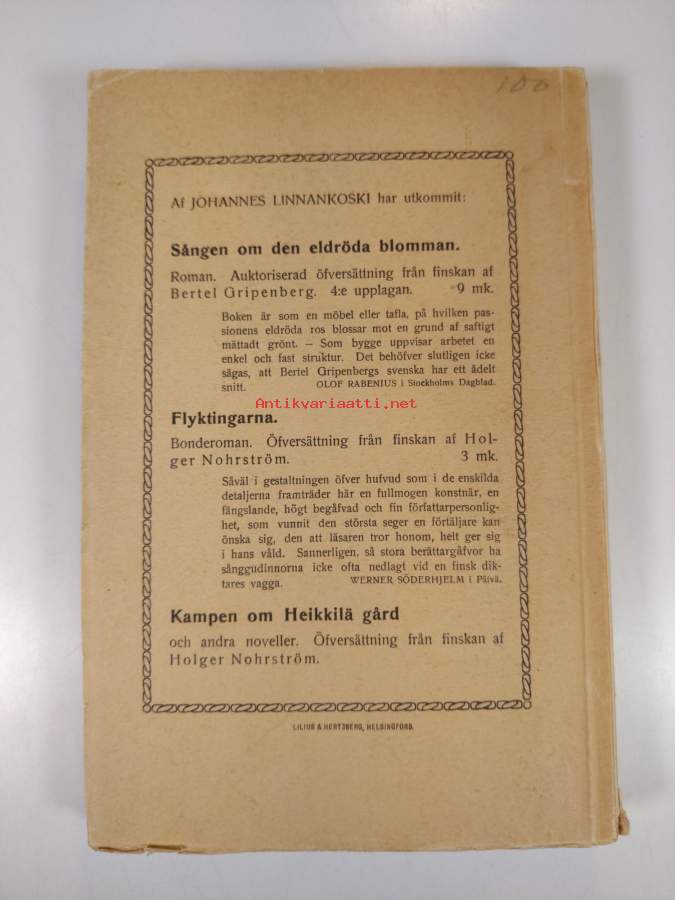 100
Af JOHANNES LINNANKOSKI har utkommit:
Sången om den eldröda blomman.
Roman. Auktoriserad öfversättning från finskan af
Bertel Gripenberg. 4:e upplagan. 9 mk.
Boken är som en möbel eller tafla, på hvilken pas-
sionens eldröda ros blossar mot en grund af saftigt
mättadt grönt. — Som bygge uppvisar arbetet en
enkel och fast struktur. Det behöfver slutligen icke
sägas, att Bertel Gripenbergs svenska har ett ädelt
snitt. OLOF RABENIUS i Stockholms Dagblad.
Antikvariaatti.net
Flyktingarna.
Bonderoman. Öfversättning från finskan af Hol-
ger Nohrström. 3 mk.
Såväl i gestaltningen öfver hufvud som i de enskilda
detaljerna framträder här en fullmogen konstnär, en
fängslande, högt begåfvad och fin författarpersonlig-
het, som vunnit den största seger en förtäljare kan
önska sig, den att läsaren tror honom, helt ger sig
i hans våld. Sannerligen, så stora berättargåfvor ha
sånggudinnorna icke ofta nedlagt vid en finsk dik-
tares vagga. WERNER SÖDERHJELM i Päivä.
Kampen om Heikkilä gård
och andra noveller. Öfversättning från finskan af
Holger Nohrström.
LILIUS & HERTZBERG, HELSINGFORS.